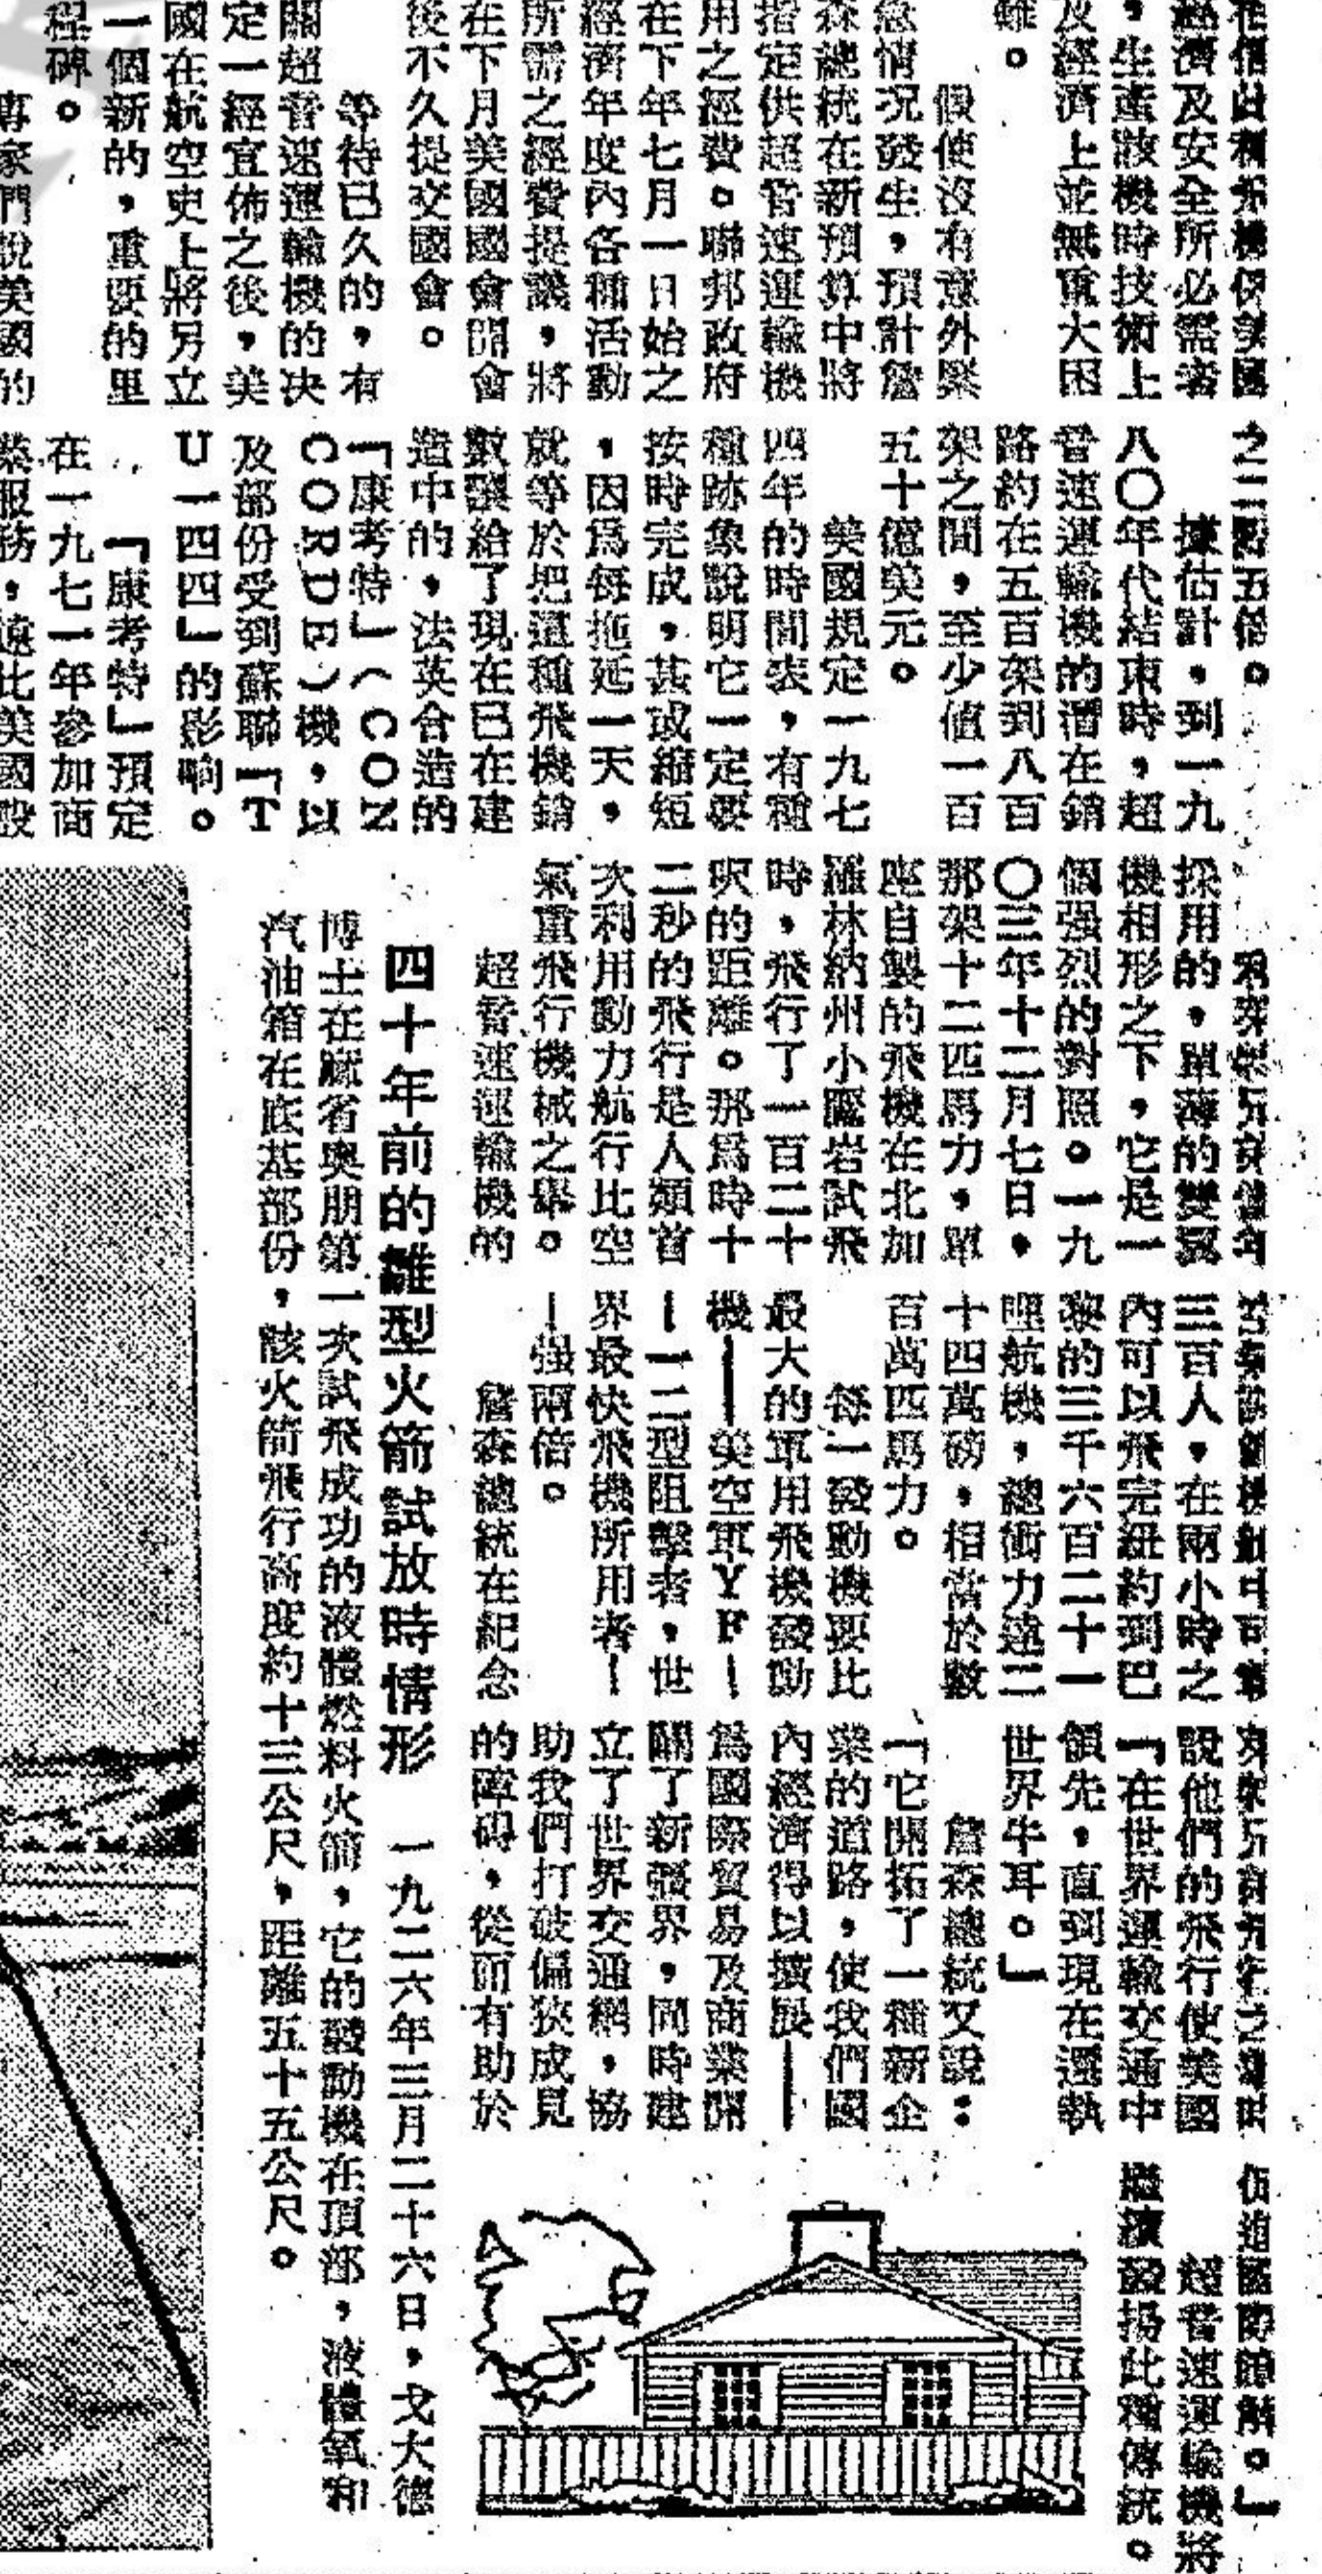 經濟及安全所必需者
，生產該機時技術上
及經濟上並無重大困
難。
假使沒有意外緊
急情况發生，預計詹
森總統在新預算中將
指定供超音速運輸機
用之經費。聯邦政府
在下年七月一日始之
經濟年度內各種活動
所需之經費提議，將
在下月美國國會開會
後不久提交國會。
等待已久的，有
關超音速運輸機的决
定一經宣佈之後，美
國在航空史上將另立
一個新的，重要的里
程碑。
專家們說美國的
之二點五倍。
據估計，到一九
八〇年代結束時，超
音速運輸機的潛在銷
路約在五百架到八百
架之間，至少値一百
五十億美元。
美國規定一九七
四年的時間表，有種
種跡象說明它一定要
按時完成，甚或縮短
，因爲每拖延一天，
就等於把這種飛機銷
數讓給了現在已在建
造中的，法英合造的
「康考特」（CON
CORDE）機，以
及部份受到蘇聯「T
U一四四」的影响。
「康考特」預定
在一九七一年參加商
業服務，遠比美國設
採用的，單薄的雙翼
機相形之下，它是一
個强烈的對照。一九
〇三年十二月七日，
那架十二匹馬力，單
座自製的飛機在北加
羅林納州小鷹岩試飛
時，飛行了一百二十
呎的距離。那爲時十
二秒的飛行是人類首
次利用動力航行比空
氣重飛行機械之舉。
超音速運輸機的
三百人，在兩小時之
內可以飛完紐約到巴
黎的三千六百二十一
哩航機，總衝力達二
十四萬磅，相當於數
百萬匹馬力。
每一發動機要比
最大的軍用飛機發動
機——美空軍YF—
—一二型阻擊者，世
界最快飛機所用者—
—强兩倍。
詹森總統在紀念
說他們的飛行使美國
「在世界運輸交通中
領先，直到現在還執
世界牛耳。」
詹森總統又說：
「它開拓了一種新企
業的道路，使我們國
內經濟得以擴展——
爲國際貿易及商業開
闢了新疆界，同時建
立了世界交通網，協
助我們打破偏狹成見
的障碍，從而有助於
超音速運輸機將
繼續發揚此種傳統。
四十年前的雛型火箭試放時情形 一九二六年三月二十六日，戈大德
博士在麻省奧朋第一次試飛成功的液體燃料火箭，它的發動機在頂部，液體氧和
汽油箱在底基部份，該火箭飛行高度約十三公尺，距離五十五公尺。